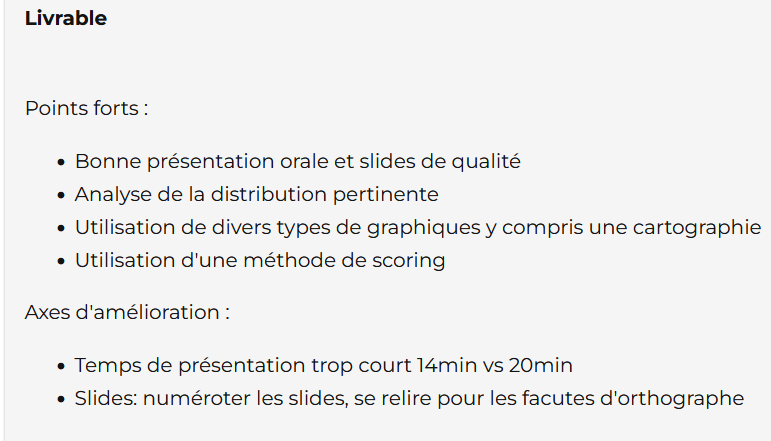 Livrable
Points forts :
• Bonne présentation orale et slides de qualité
• Analyse de la distribution pertinente
• Utilisation de divers types de graphiques y compris une cartographie
• Utilisation d'une méthode de scoring
Axes d'amélioration :
• Temps de présentation trop court 14min vs 20min
• Slides: numéroter les slides, se relire pour les facutes d'orthographe